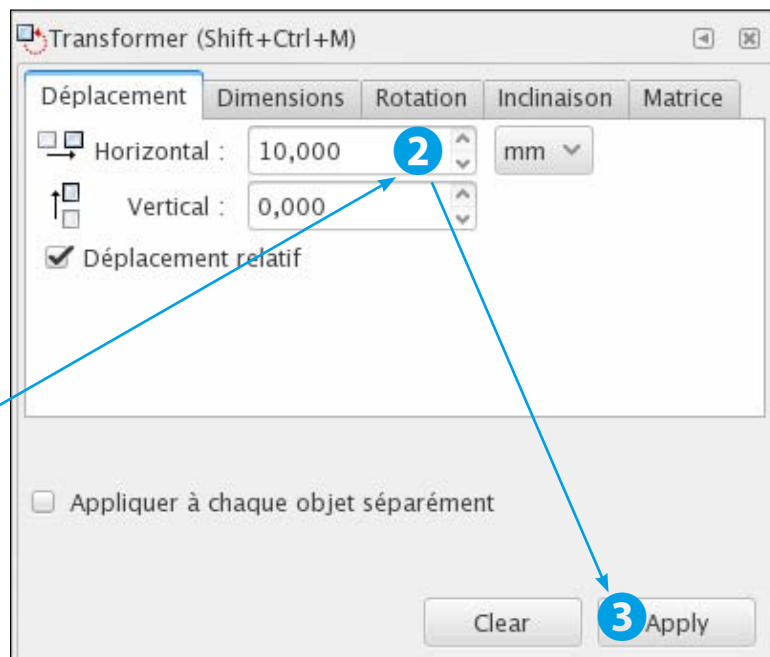 Transformer (Shift+Ctrl+M)
Déplacement Dimensions Rotation Inclinaison Matrice
Horizontal : 10,000 2 mm
Vertical : 0,000
Déplacement relatif
Appliquer à chaque objet séparément
Clear 3 Apply